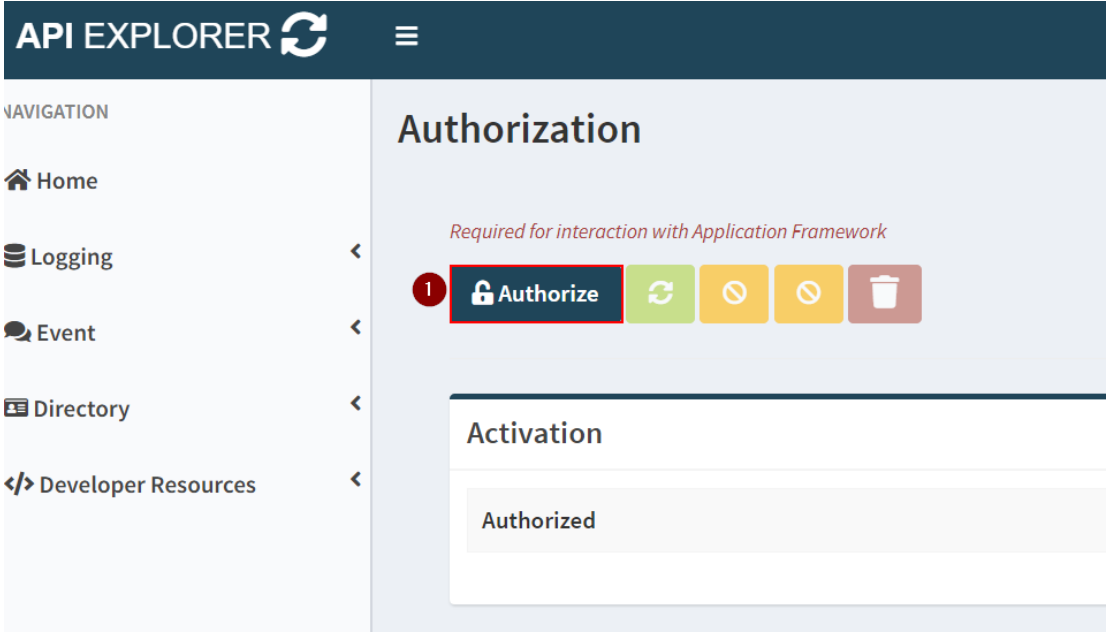 API EXPLORER
NAVIGATION
Home
Logging
Event
Directory
Developer Resources
Authorization
Required for interaction with Application Framework
1
Authorize
Activation
Authorized